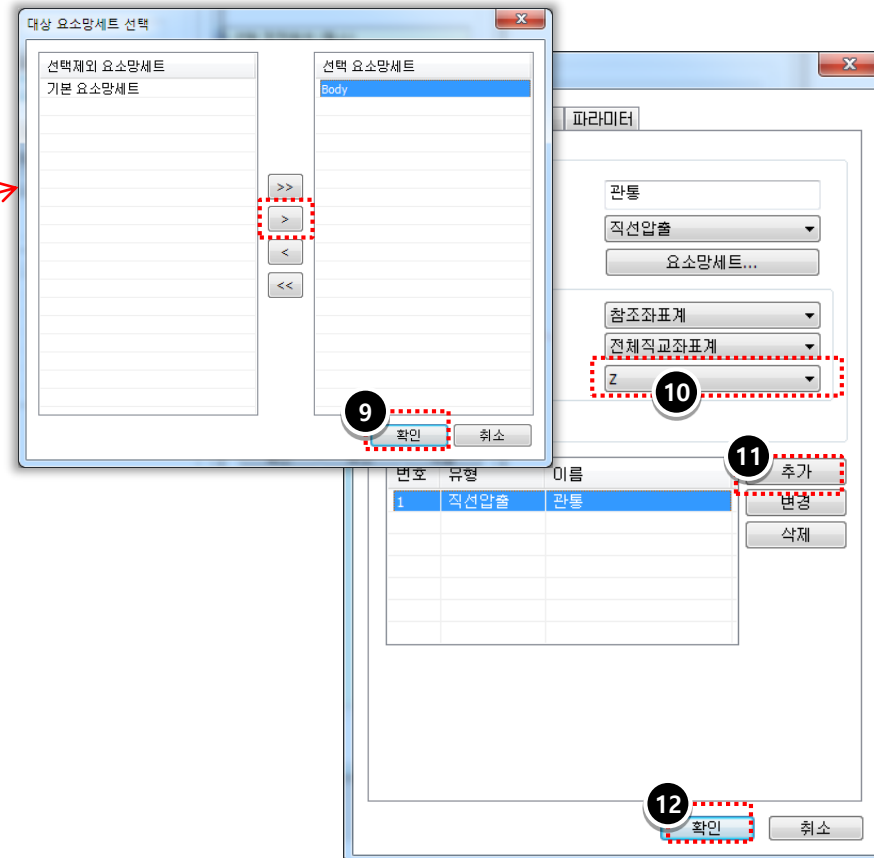 대상 요소망세트 선택
선택제외 요소망세트
기본 요소망세트
선택 요소망세트
Body
>>
>
<
<<
9
확인
취소
파라미터
관통
직선압출
요소망세트...
참조좌표계
전체직교좌표계
Z
10
11
번호 유형 이름
1 직선압출 관통
추가
변경
삭제
12
확인
취소